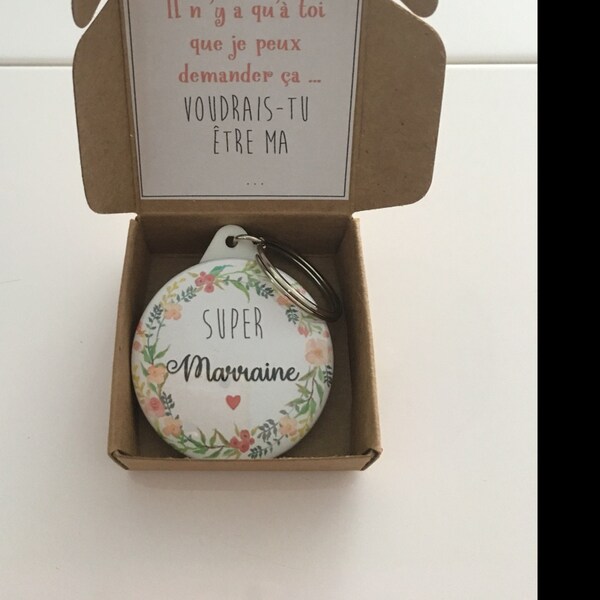 Il n'y a qu'à toi
que je peux
demander ça ...
VOUDRAIS-TU
ÊTRE MA
...
SUPER
Marraine